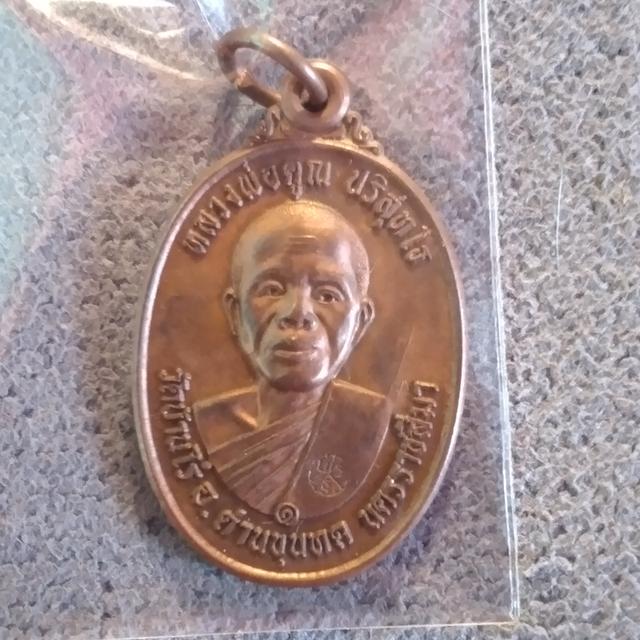 หลวงพ่อคูณ ปริสุทโธ
วัดบ้านไร่ อ.ด่านขุนทด นครราชสีมา
๑